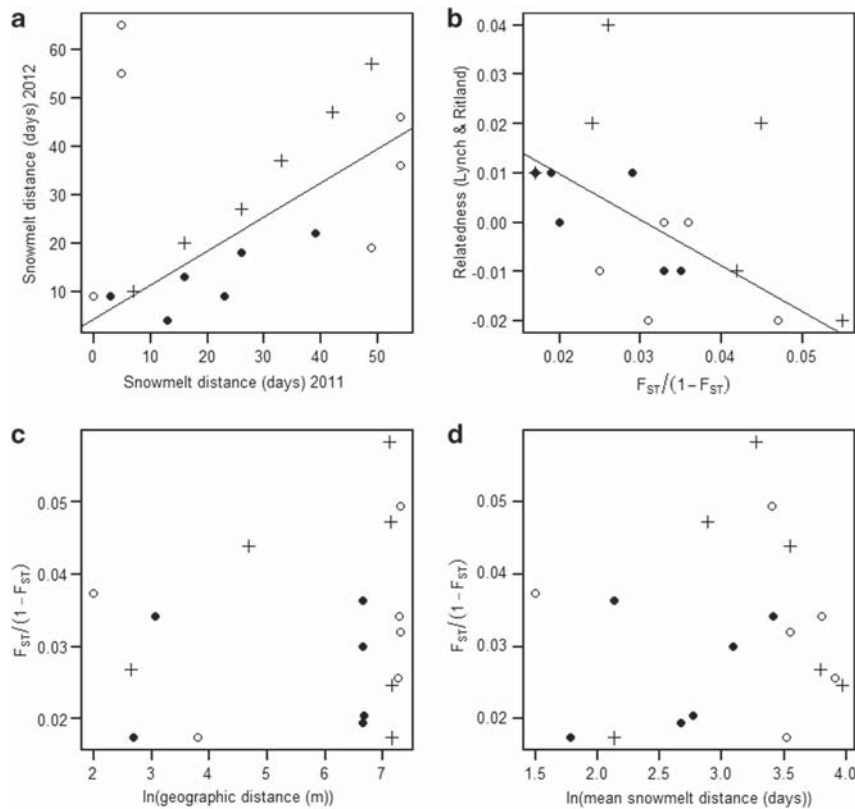 a
Snowmelt distance (days) 2012
60
50
40
30
20
10
0 10 20 30 40 50
Snowmelt distance (days) 2011
b
Relatedness (Lynch & Ritland)
0.04
0.03
0.02
0.01
0.00
-0.01
-0.02
0.02 0.03 0.04 0.05
FST/(1−FST)
c
FST/(1−FST)
0.05
0.04
0.03
0.02
2 3 4 5 6 7
ln(geographic distance (m))
d
FST/(1−FST)
0.05
0.04
0.03
0.02
1.5 2.0 2.5 3.0 3.5 4.0
ln(mean snowmelt distance (days))